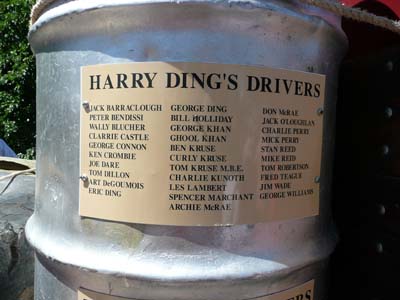 HARRY DING'S DRIVERS
JACK BARRACLOUGH
PETER BENDISSI
WALLY BLUCHER
CLARRIE CASTLE
GEORGE CONNON
KEN CROMBIE
JOE DARE
TOM DILLON
ART DeGOUMOIS
ERIC DING
GEORGE DING
BILL HOLLIDAY
GEORGE KHAN
GHOOL KHAN
BEN KRUSE
CURLY KRUSE
TOM KRUSE M.B.E.
CHARLIE KUNOTH
LES LAMBERT
SPENCER MARCHANT
ARCHIE McRAE
DON McRAE
JACK O'LOUGHLAN
CHARLIE PERRY
MICK PERRY
STAN REED
MIKE REID
TOM ROBERTSON
FRED TEAGUE
JIM WADE
GEORGE WILLIAMS